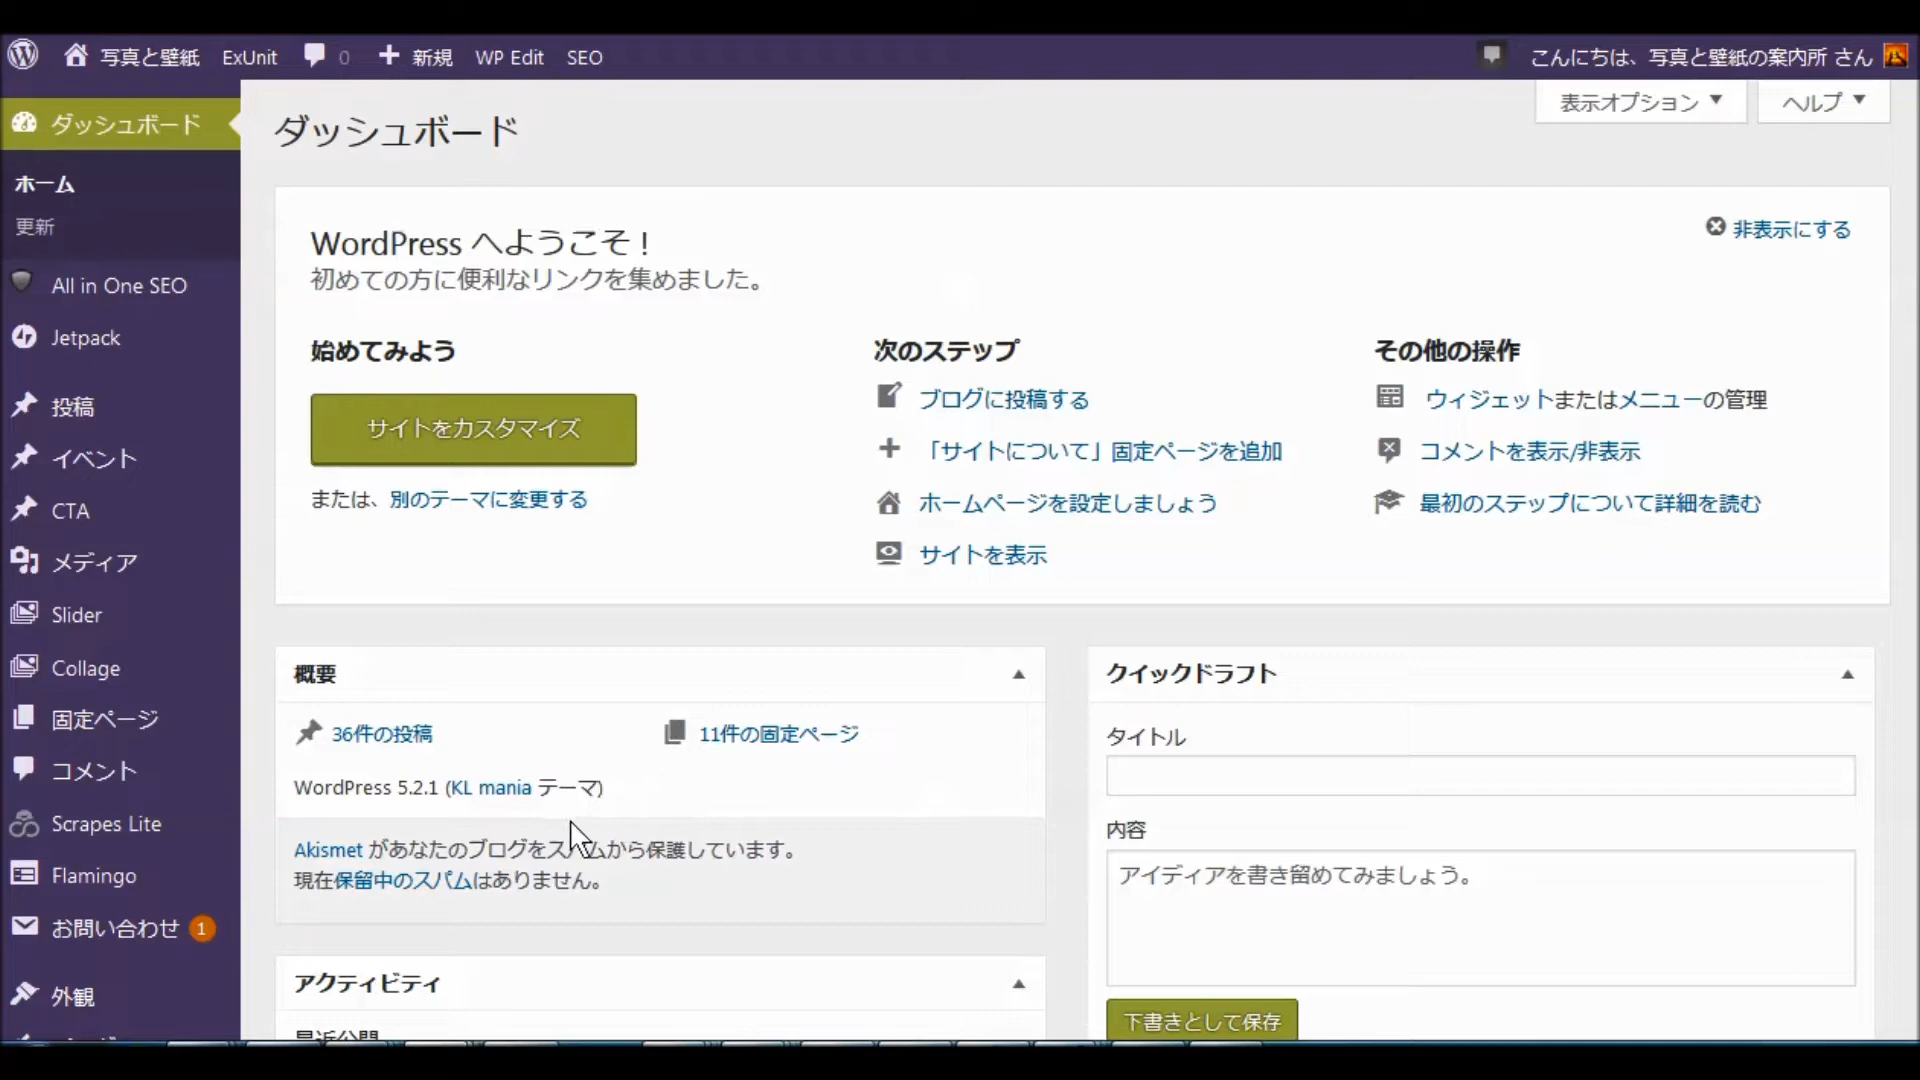 写真と壁紙 ExUnit 0 新規 WP Edit SEO
こんにちは、写真と壁紙の案内所 さん
ダッシュボード
ホーム
更新
All in One SEO
Jetpack
投稿
イベント
CTA
メディア
Slider
Collage
固定ページ
コメント
Scrapes Lite
Flamingo
お問い合わせ 1
外観
表示オプション
ヘルプ
ダッシュボード
WordPress へようこそ !
初めての方に便利なリンクを集めました。
非表示にする
始めてみよう
サイトをカスタマイズ
または、別のテーマに変更する
次のステップ
ブログに投稿する
「サイトについて」固定ページを追加
ホームページを設定しましょう
サイトを表示
その他の操作
ウィジェットまたはメニューの管理
コメントを表示/非表示
最初のステップについて詳細を読む
概要
36件の投稿
11件の固定ページ
WordPress 5.2.1 (KL mania テーマ)
Akismet があなたのブログをスパムから保護しています。
現在保留中のスパムはありません。
アクティビティ
最近公開
クイックドラフト
タイトル
内容
アイディアを書き留めてみましょう。
下書きとして保存